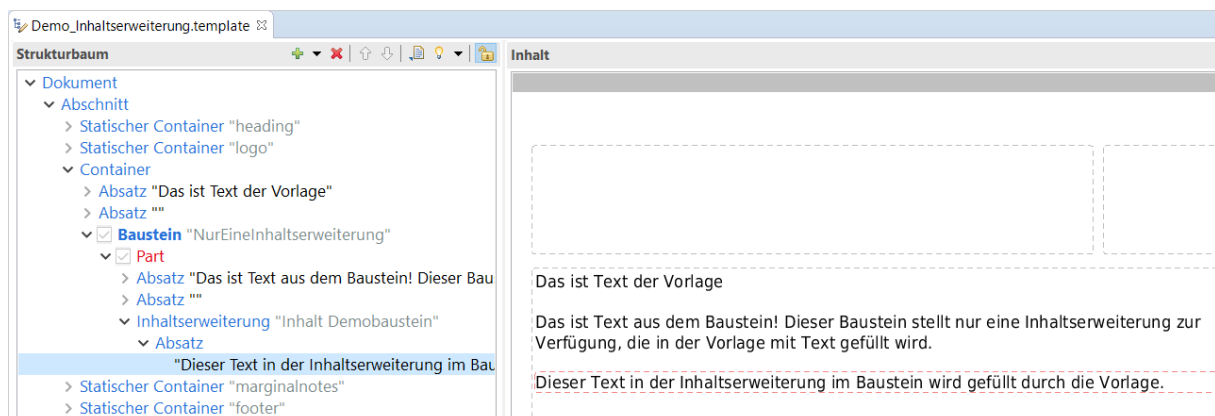 Demo_Inhaltserweiterung.template
Strukturbaum
Inhalt
Dokument
Abschnitt
Statischer Container "heading"
Statischer Container "logo"
Container
Absatz "Das ist Text der Vorlage"
Absatz ""
Baustein "NurEineInhaltserweiterung"
Part
Absatz "Das ist Text aus dem Baustein! Dieser Bau
Absatz ""
Inhaltserweiterung "Inhalt Demobaustein"
Absatz
"Dieser Text in der Inhaltserweiterung im Bau
Statischer Container "marginalnotes"
Statischer Container "footer"
Das ist Text der Vorlage
Das ist Text aus dem Baustein! Dieser Baustein stellt nur eine Inhaltserweiterung zur
Verfügung, die in der Vorlage mit Text gefüllt wird.
Dieser Text in der Inhaltserweiterung im Baustein wird gefüllt durch die Vorlage.